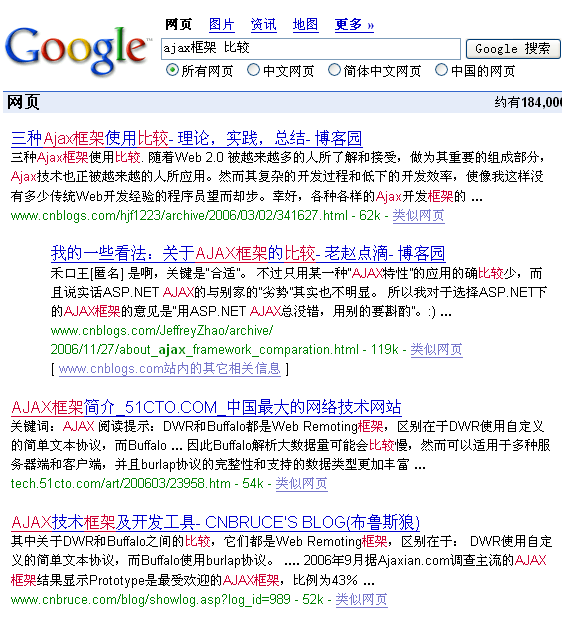 Google™
网页 图片 资讯 地图 更多 »
ajax框架 比较
Google 搜索
所有网页 中文网页 简体中文网页 中国的网页
网页 约有184,00
三种Ajax框架使用比较- 理论，实践，总结- 博客园
三种Ajax框架使用比较. 随着Web 2.0 被越来越多的人所了解和接受，做为其重要的组成部分，
Ajax技术也正被越来越的人所应用。然而其复杂的开发过程和低下的开发效率，使像我这样没
有多少传统Web开发经验的程序员望而却步。幸好，各种各样的Ajax开发框架的 ...
www.cnblogs.com/hjf1223/archive/2006/03/02/341627.html - 62k - 类似网页
我的一些看法：关于AJAX框架的比较- 老赵点滴- 博客园
禾口王[匿名] 是啊，关键是"合适"。 不过只用某一种"AJAX特性"的应用的确比较少，而
且说实话ASP.NET AJAX的与别家的"劣势"其实也不明显。 所以我对于选择ASP.NET下
的AJAX框架的意见是"用ASP.NET AJAX总没错，用别的要斟酌"。:) ...
www.cnblogs.com/JeffreyZhao/archive/
2006/11/27/about_ajax_framework_comparation.html - 119k - 类似网页
[ www.cnblogs.com站内的其它相关信息 ]
AJAX框架简介_51CTO.COM_中国最大的网络技术网站
关键词：AJAX 阅读提示：DWR和Buffalo都是Web Remoting框架，区别在于DWR使用自定义
的简单文本协议，而Buffalo ... 因此Buffalo解析大数据量可能会比较慢，然而可以适用于多种服
务器端和客户端，并且burlap协议的完整性和支持的数据类型更加丰富 ...
tech.51cto.com/art/200603/23958.htm - 54k - 类似网页
AJAX技术框架及开发工具- CNBRUCE'S BLOG(布鲁斯狼)
其中关于DWR和Buffalo之间的比较，它们都是Web Remoting框架，区别在于： DWR使用自定
义的简单文本协议，而Buffalo使用burlap协议。 .... 2006年9月据Ajaxian.com调查主流的AJAX
框架结果显示Prototype是最受欢迎的AJAX框架，比例为43% ...
www.cnbruce.com/blog/showlog.asp?log_id=989 - 52k - 类似网页